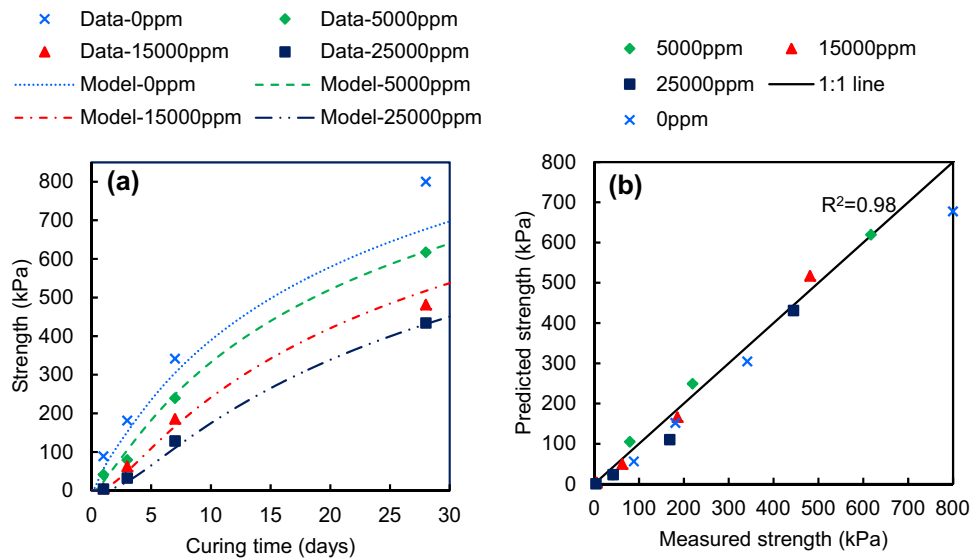 Data-0ppm Data-5000ppm
Data-15000ppm Data-25000ppm
Model-0ppm Model-5000ppm
Model-15000ppm Model-25000ppm
(a)
Strength (kPa)
800
700
600
500
400
300
200
100
0
0 5 10 15 20 25 30
Curing time (days)
5000ppm 15000ppm
25000ppm 1:1 line
0ppm
(b)
R²=0.98
Predicted strength (kPa)
800
700
600
500
400
300
200
100
0
0 100 200 300 400 500 600 700 800
Measured strength (kPa)